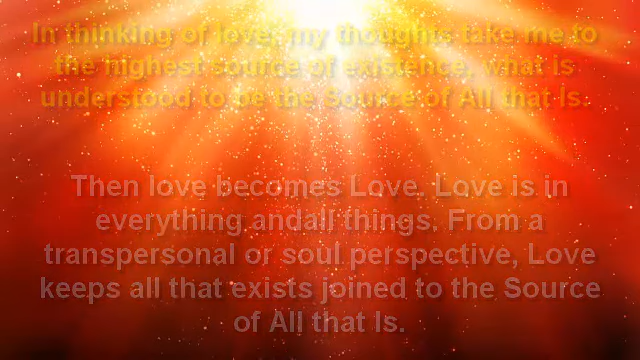 In thinking of love, my thoughts take me to
the highest source of existence, what is
understood to be the Source of All that Is.
Then love becomes Love. Love is in
everything andall things. From a
transpersonal or soul perspective, Love
keeps all that exists joined to the Source
of All that Is.